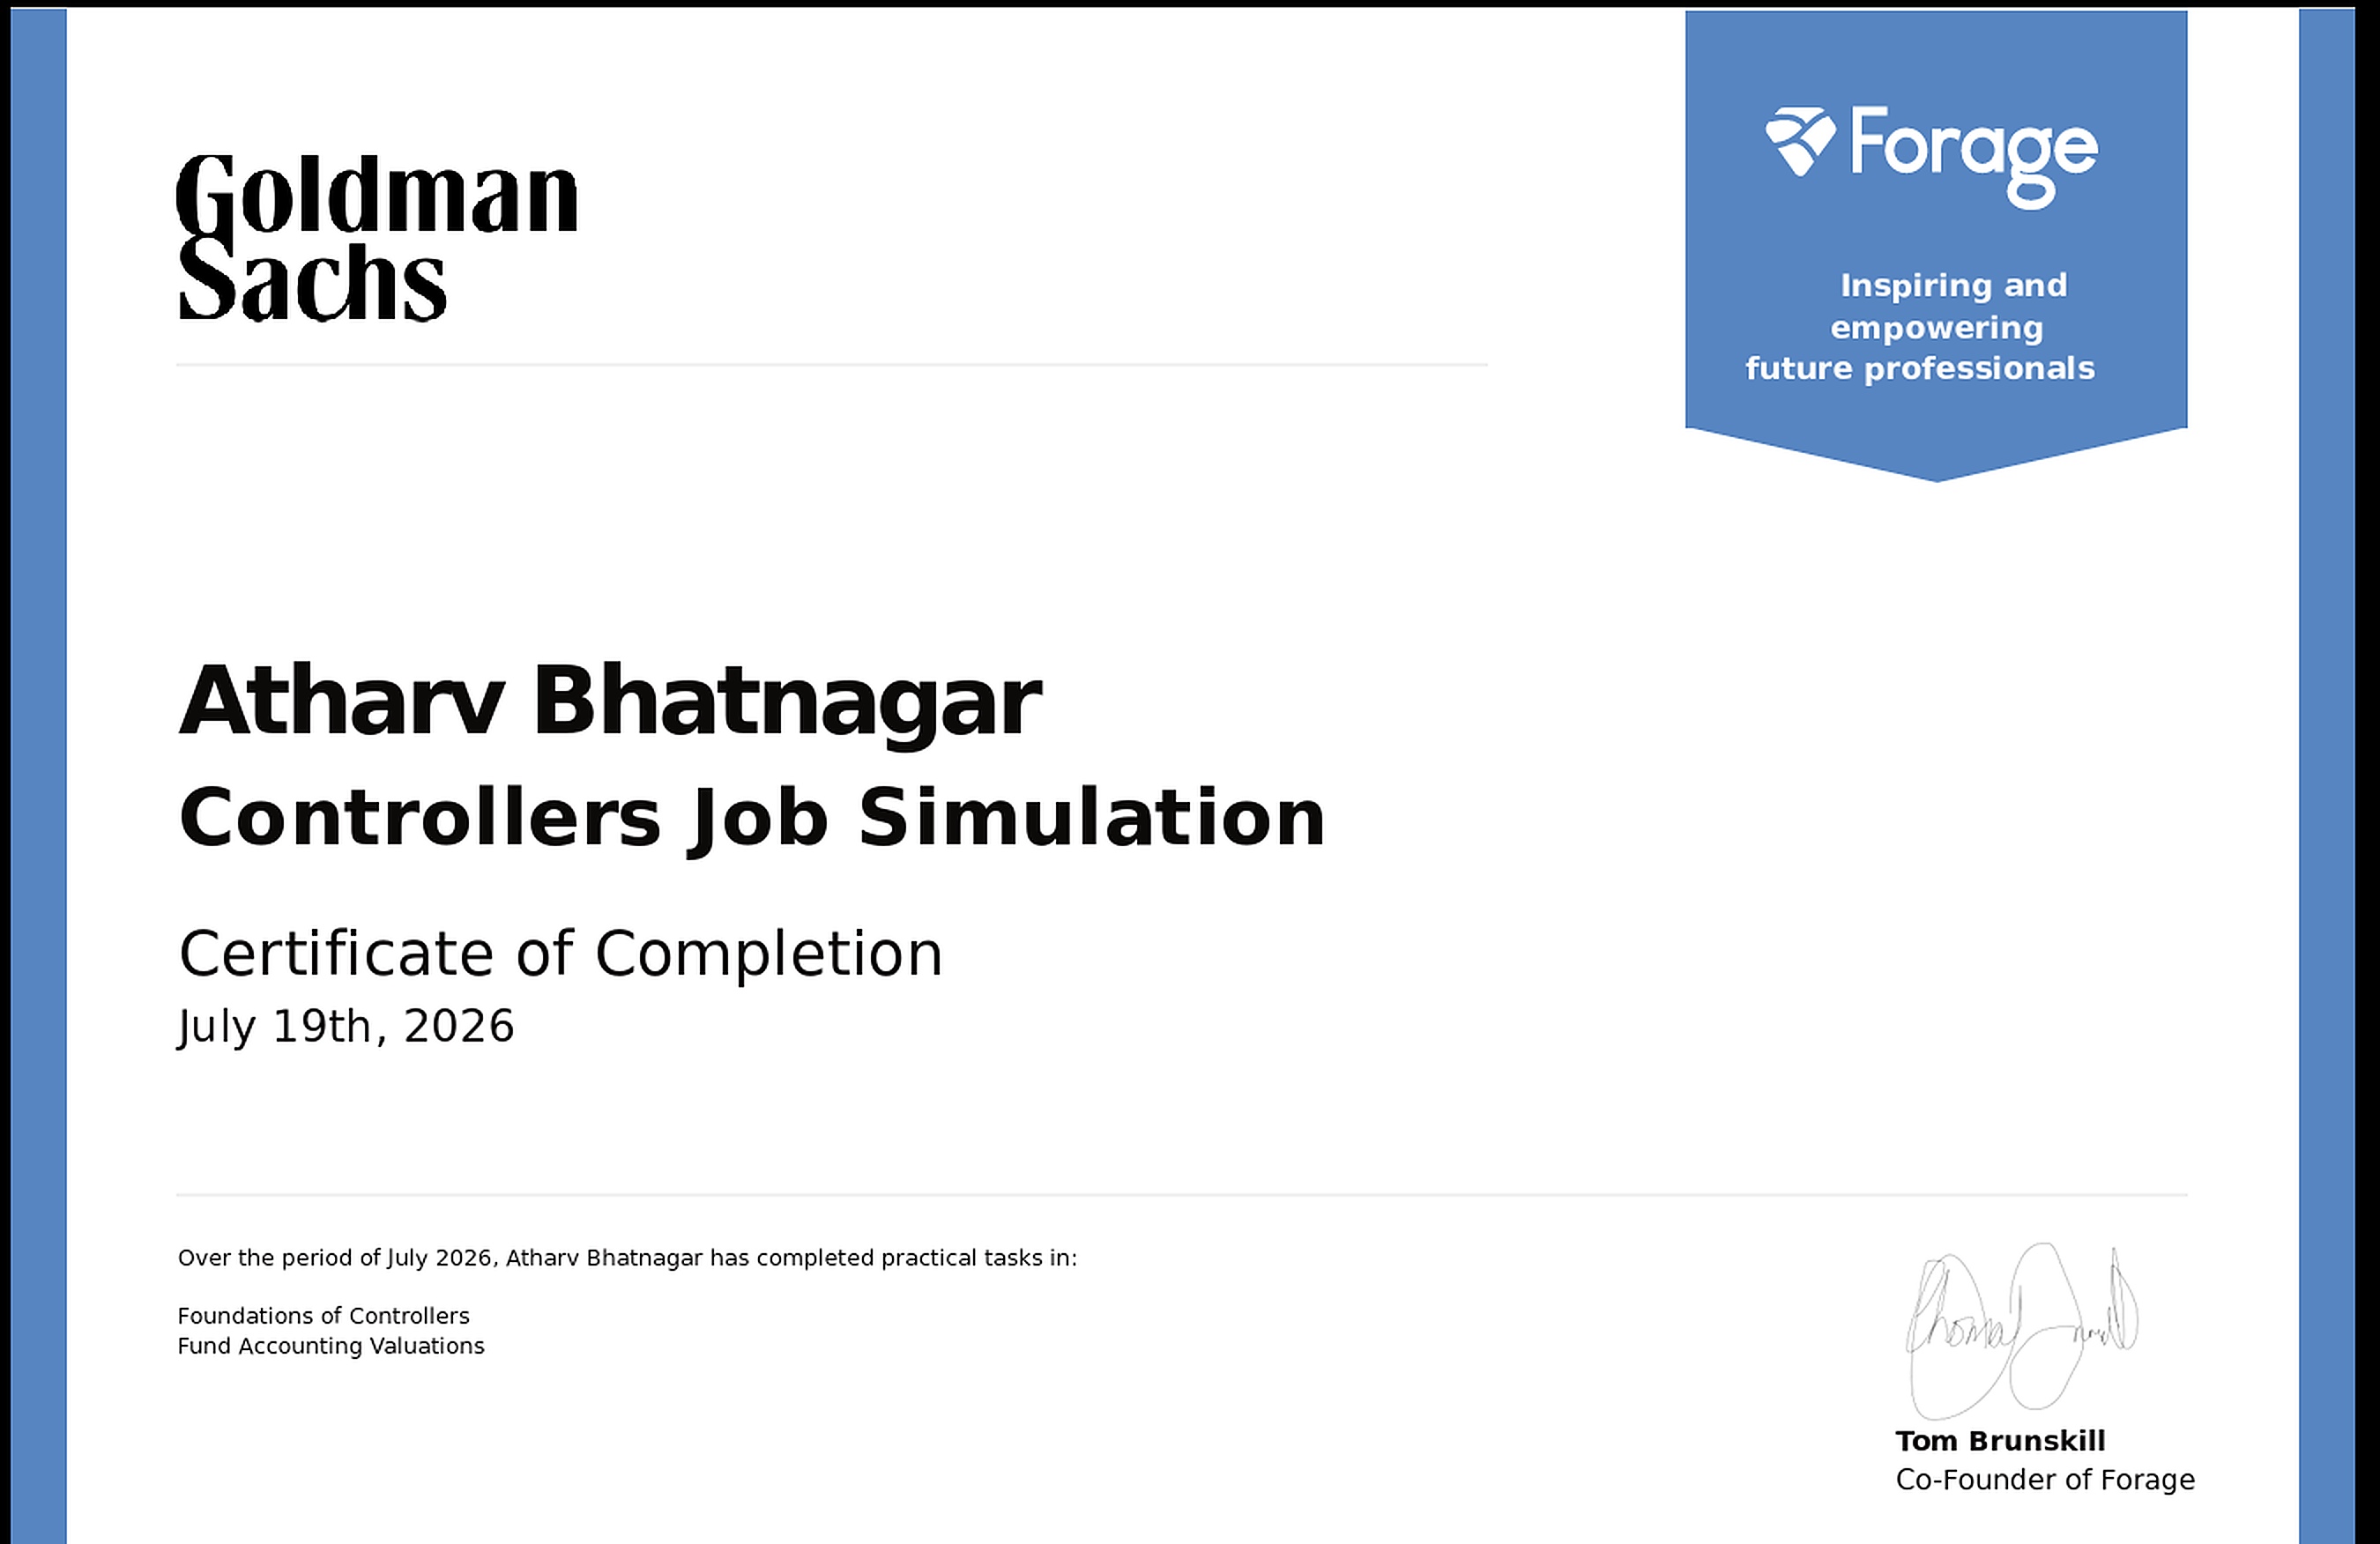 Goldman
Sachs
Forage
Inspiring and
empowering
future professionals
Atharv Bhatnagar
Controllers Job Simulation
Certificate of Completion
July 19th, 2026
Over the period of July 2026, Atharv Bhatnagar has completed practical tasks in:
Foundations of Controllers
Fund Accounting Valuations
Tom Brunskill
Co-Founder of Forage